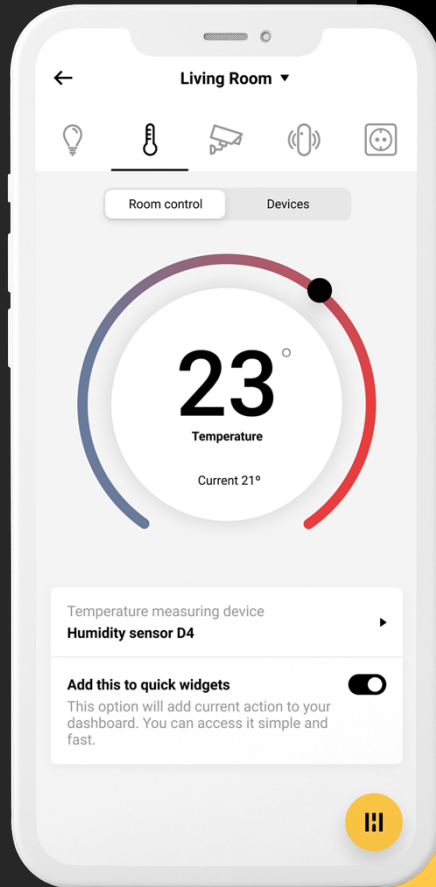 Living Room
Room control
Devices
23°
Temperature
Current 21º
Temperature measuring device
Humidity sensor D4
Add this to quick widgets
This option will add current action to your
dashboard. You can access it simple and
fast.